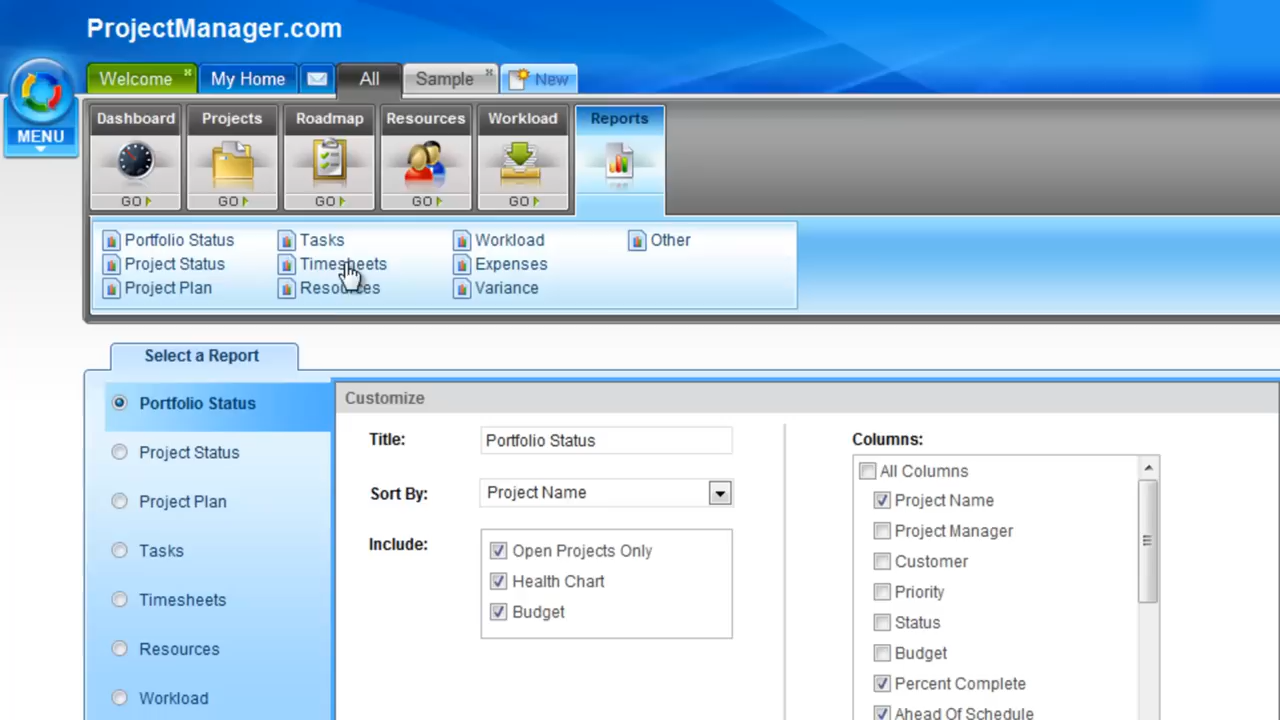 ProjectManager.com
Welcome My Home All Sample New
MENU
Dashboard Projects Roadmap Resources Workload Reports
GO GO GO GO GO
Portfolio Status Tasks Workload Other
Project Status Timesheets Expenses
Project Plan Resources Variance
Select a Report
Portfolio Status
Project Status
Project Plan
Tasks
Timesheets
Resources
Workload
Customize
Title: Portfolio Status
Sort By: Project Name
Include: Open Projects Only
Health Chart
Budget
Columns:
All Columns
Project Name
Project Manager
Customer
Priority
Status
Budget
Percent Complete
Ahead Of Schedule